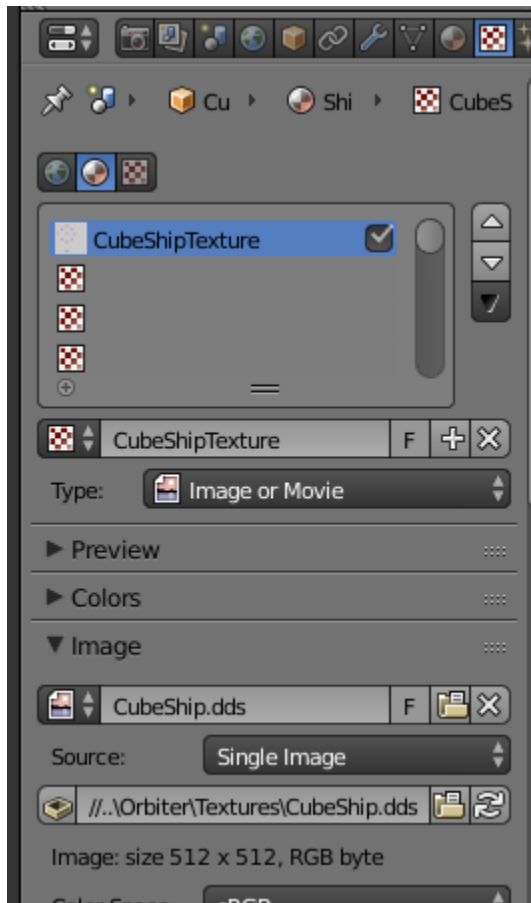 Cu Shi CubeS
CubeShipTexture
CubeShipTexture F
Type: Image or Movie
Preview
Colors
Image
CubeShip.dds F
Source: Single Image
//..\Orbiter\Textures\CubeShip.dds
Image: size 512 x 512, RGB byte